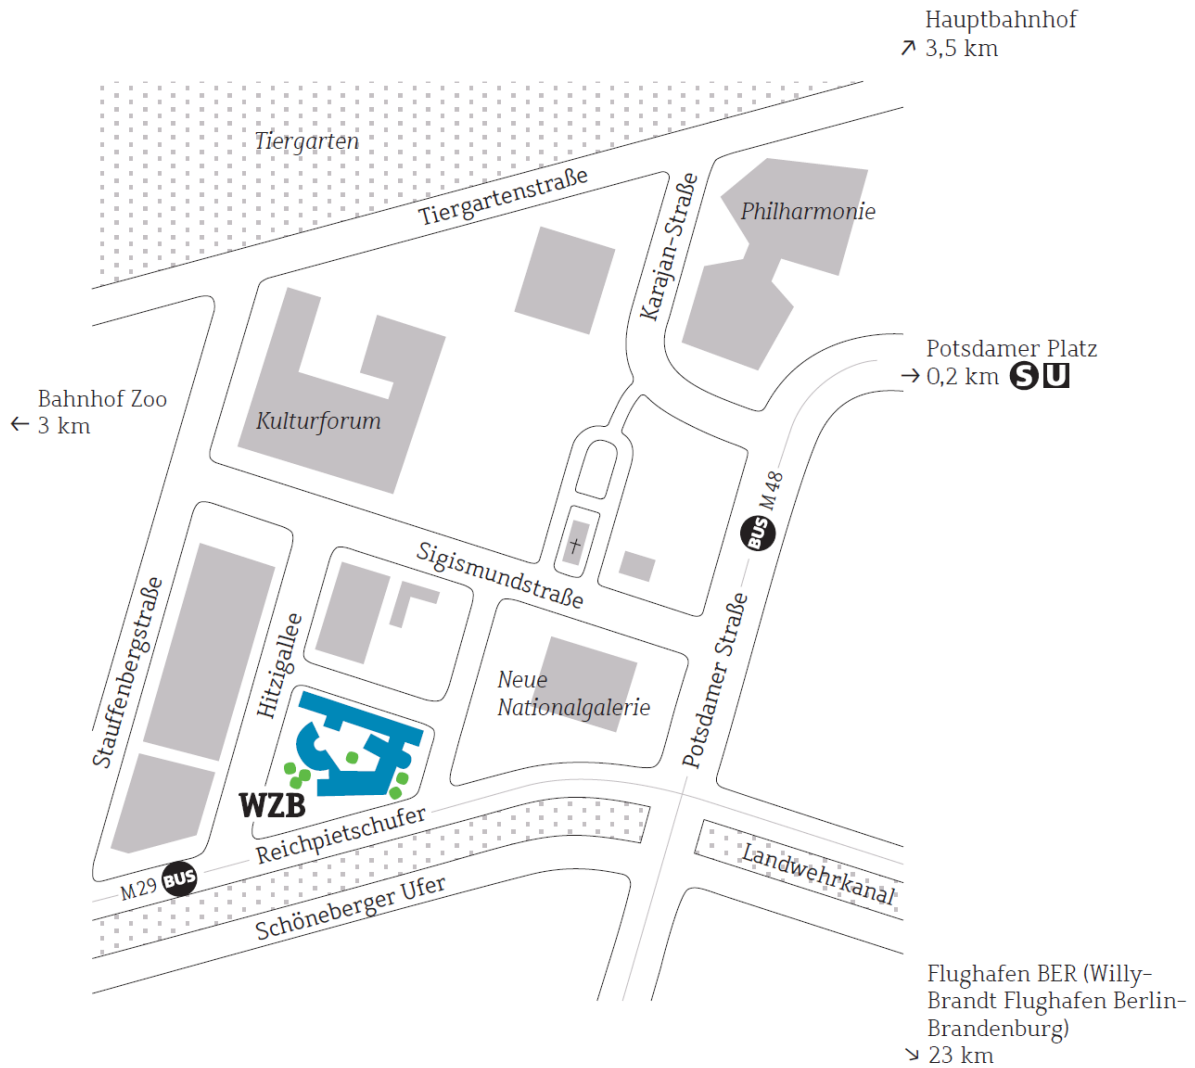 Hauptbahnhof
↗ 3,5 km
Tiergarten
Tiergartenstraße
Karajan-Straße
Philharmonie
Potsdamer Platz
→ 0,2 km S U
Bahnhof Zoo
← 3 km
Kulturforum
M 48
BUS
Sigismundstraße
Stauffenbergstraße
Hitzigallee
Neue
Nationalgalerie
Potsdamer Straße
WZB
Reichpietschufer
M29 BUS
Landwehrkanal
Schöneberger Ufer
Flughafen BER (Willy-
Brandt Flughafen Berlin-
Brandenburg)
↘ 23 km